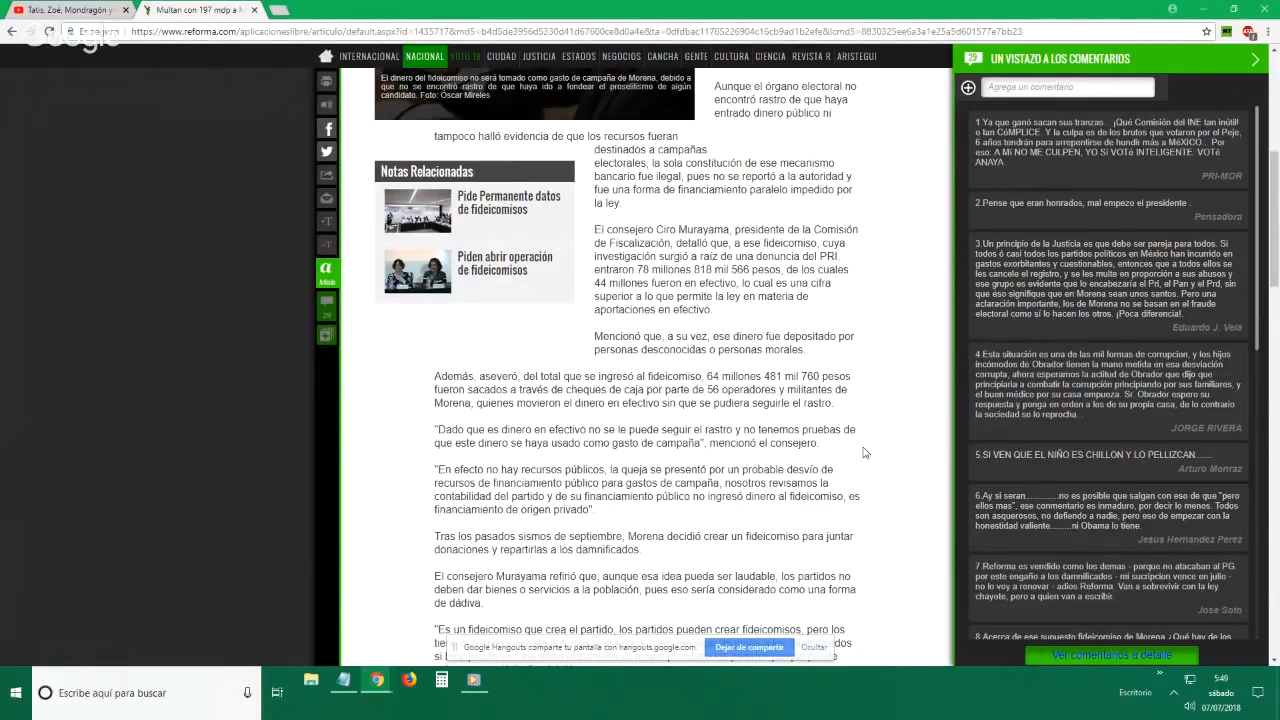 Tatis, Zoé, Mondragón y
Multan con 197 mdp a M
https://www.reforma.com/aplicacioneslibre/articulo/default.aspx?id=1435717&md5=b4d5de3956d5330d41d67600ce8d0a4e&ta=0dfdbac11765226904c16cb9ad1b2efe&lcmd5=8830325ee6a3a1e25a5d601577e7bb23
INTERNACIONAL NACIONAL VOTO 18 CIUDAD JUSTICIA ESTADOS NEGOCIOS CANCHA GENTE CULTURA CIENCIA REVISTA R ARISTEGUI
El dinero del fideicomiso no será tomado como gasto de campaña de Morena, debido a
que no se encontró rastro de que haya ido a fondear el proselitismo de algún
candidato. Foto: Óscar Mireles
Aunque el órgano electoral no
encontró rastro de que haya
entrado dinero público ni
tampoco halló evidencia de que los recursos fueran
destinados a campañas
electorales, la sola constitución de ese mecanismo
bancario fue ilegal, pues no se reportó a la autoridad y
fue una forma de financiamiento paralelo impedido por
la ley.
Notas Relacionadas
Pide Permanente datos
de fideicomisos
Piden abrir operación
de fideicomisos
El consejero Ciro Murayama, presidente de la Comisión
de Fiscalización, detalló que, a ese fideicomiso, cuya
investigación surgió a raíz de una denuncia del PRI,
entraron 78 millones 818 mil 566 pesos, de los cuales
44 millones fueron en efectivo, lo cual es una cifra
superior a lo que permite la ley en materia de
aportaciones en efectivo.
Mencionó que, a su vez, ese dinero fue depositado por
personas desconocidas o personas morales.
Además, aseveró, del total que se ingresó al fideicomiso, 64 millones 481 mil 760 pesos
fueron sacados a través de cheques de caja por parte de 56 operadores y militantes de
Morena, quienes movieron el dinero en efectivo sin que se pudiera seguirle el rastro.
"Dado que es dinero en efectivo no se le puede seguir el rastro y no tenemos pruebas de
que este dinero se haya usado como gasto de campaña", mencionó el consejero.
"En efecto no hay recursos públicos, la queja se presentó por un probable desvío de
recursos de financiamiento público para gastos de campaña, nosotros revisamos la
contabilidad del partido y de su financiamiento público no ingresó dinero al fideicomiso, es
financiamiento de origen privado".
Tras los pasados sismos de septiembre, Morena decidió crear un fideicomiso para juntar
donaciones y repartirlas a los damnificados.
El consejero Murayama refirió que, aunque esa idea pueda ser laudable, los partidos no
deben dar bienes o servicios a la población, pues eso sería considerado como una forma
de dádiva.
"Es un fideicomiso que crea el partido, los partidos pueden crear fideicomisos, pero los
Google Hangouts comparte tu pantalla con hangouts.google.com.
Dejar de compartir
Ocultar
+T
-T
a
Artículo
29
29
UN VISTAZO A LOS COMENTARIOS
Agrega un comentario
1.Ya que ganó sacan sus tranzas... ¡Qué Comisión del INE tan inútil!
o tan CóMPLICE. Y la culpa es de los brutos que votaron por el Peje,
6 años tendrán para arrepentirse de hundir más a MéXICO... Por
eso: A MI NO ME CULPEN, YO SÍ VOTé INTELIGENTE. VOTé
ANAYA.
PRI-MOR
2.Pense que eran honrados, mal empezo el presidente .
Pensadora
3.Un principio de la Justicia es que debe ser pareja para todos. Si
todos ó casi todos los partidos políticos en México han incurrido en
gastos exorbitantes y cuestionables, entonces que a todos ellos se
les cancele el registro, y se les multe en proporción a sus abusos y
ese grupo es evidente que lo encabezaría el Pri, el Pan y el Prd, sin
que eso signifique que en Morena sean unos santos. Pero una
aclaración importante, los de Morena no se basan en el fraude
electoral como sí lo hacen los otros. ¡Poca diferencia!.
Eduardo J. Vela
4.Esta situación es una de las mil formas de corrupcion, y los hijos
incómodos de Obrador tienen la mano metida en esa desviación
corrupta, ahora esperamos la actitud de Obrador que dijo que
principiaria a combatir la corrupción principiando por sus familiares, y
el buen médico por su casa empueza. Sr. Obrador espero su
respuesta y ponga en orden a los de su propia casa, de lo contrario
la sociedad se lo reprocha. .
JORGE RIVERA
5.SI VEN QUE EL NIÑO ES CHILLON Y LO PELLIZCAN.......
Arturo Monraz
6.Ay si seran.............no es posible que salgan con eso de que "pero
ellos mas", ese conmentario es inmaduro, por decir lo menos. Todos
son asquerosos, no defiendo a nadie, pero eso de empezar con la
honestidad valiente.........ni Obama lo tiene.
Jesus Hernandez Perez
7.Reforma es vendido como los demas - porque no atacaban al PG
por este engaño a los damnificados - mi sucripcion vence en julio -
no lo voy a renovar - adios Reforma. Van a sobrevivir con la ley
chayote, pero a quien van a escribir.
Jose Soto
8.Acerca de ese supuesto fideicomiso de Morena ¿Qué hay de los
Ver comentarios a detalle
Escribe aquí para buscar
Escritorio
5:49
sábado
07/07/2018